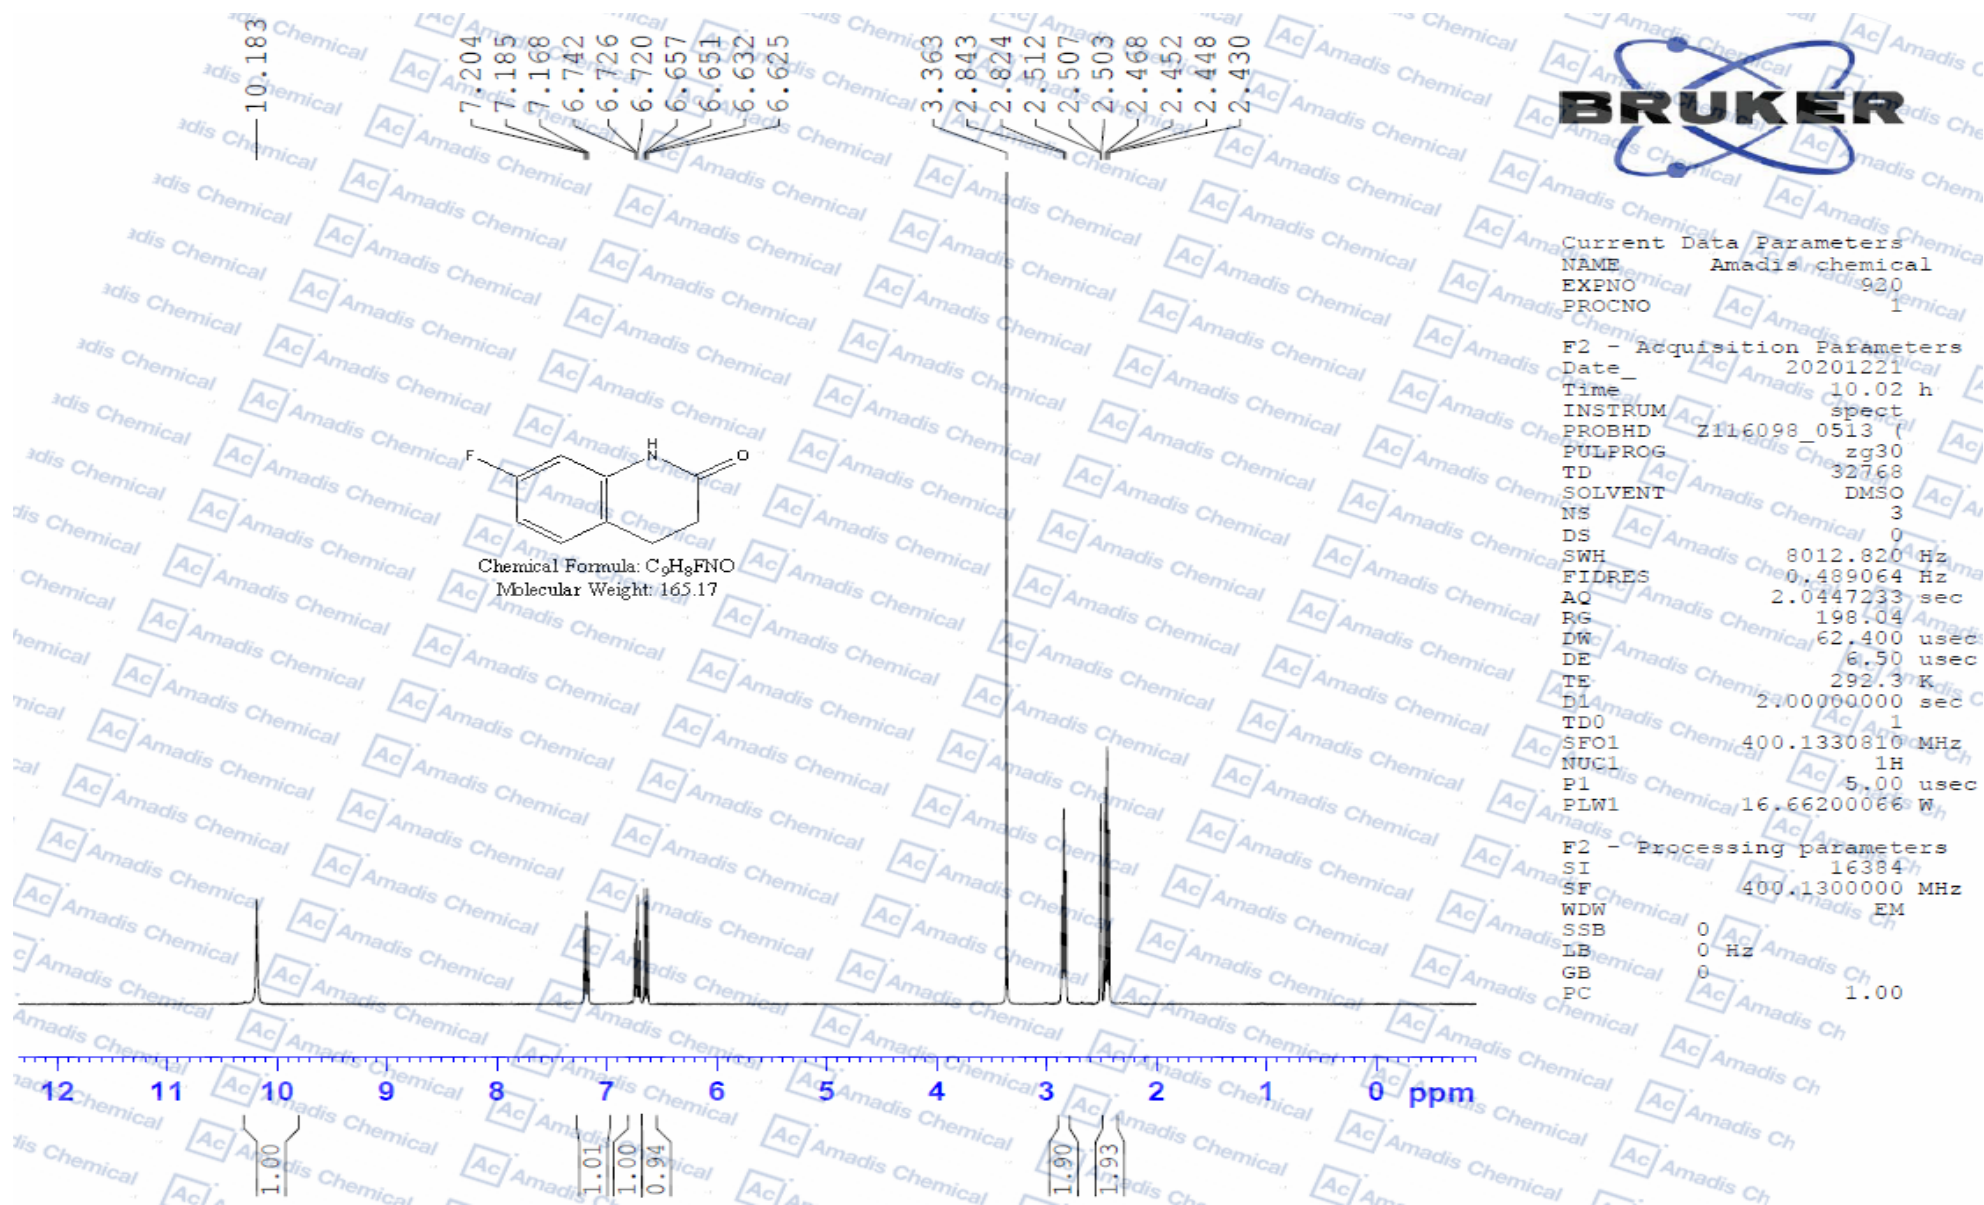 10.183
7.204
7.185
7.168
6.742
6.726
6.720
6.657
6.651
6.632
6.625
3.363
2.843
2.824
2.512
2.507
2.503
2.468
2.452
2.448
2.430
BRUKER
Current Data Parameters
NAME Amadis chemical
EXPNO 920
PROCNO 1
F2 - Acquisition Parameters
Date_ 20201221
Time 10.02 h
INSTRUM spect
PROBHD Z116098_0513 (
PULPROG zg30
TD 32768
SOLVENT DMSO
NS 3
DS 0
SWH 8012.820 Hz
FIDRES 0.489064 Hz
AQ 2.0447233 sec
RG 198.04
DW 62.400 usec
DE 6.50 usec
TE 292.3 K
D1 2.00000000 sec
TD0 1
SFO1 400.1330810 MHz
NUC1 1H
P1 5.00 usec
PLW1 16.66200066 W
F2 - Processing parameters
SI 16384
SF 400.1300000 MHz
WDW EM
SSB 0
LB 0 Hz
GB 0
PC 1.00
H
F N O
Chemical Formula: C₉H₈FNO
Molecular Weight: 165.17
12 11 10 9 8 7 6 5 4 3 2 1 0 ppm
1.00
1.01
1.00
0.94
1.90
1.93
Ac Amadis Chemical